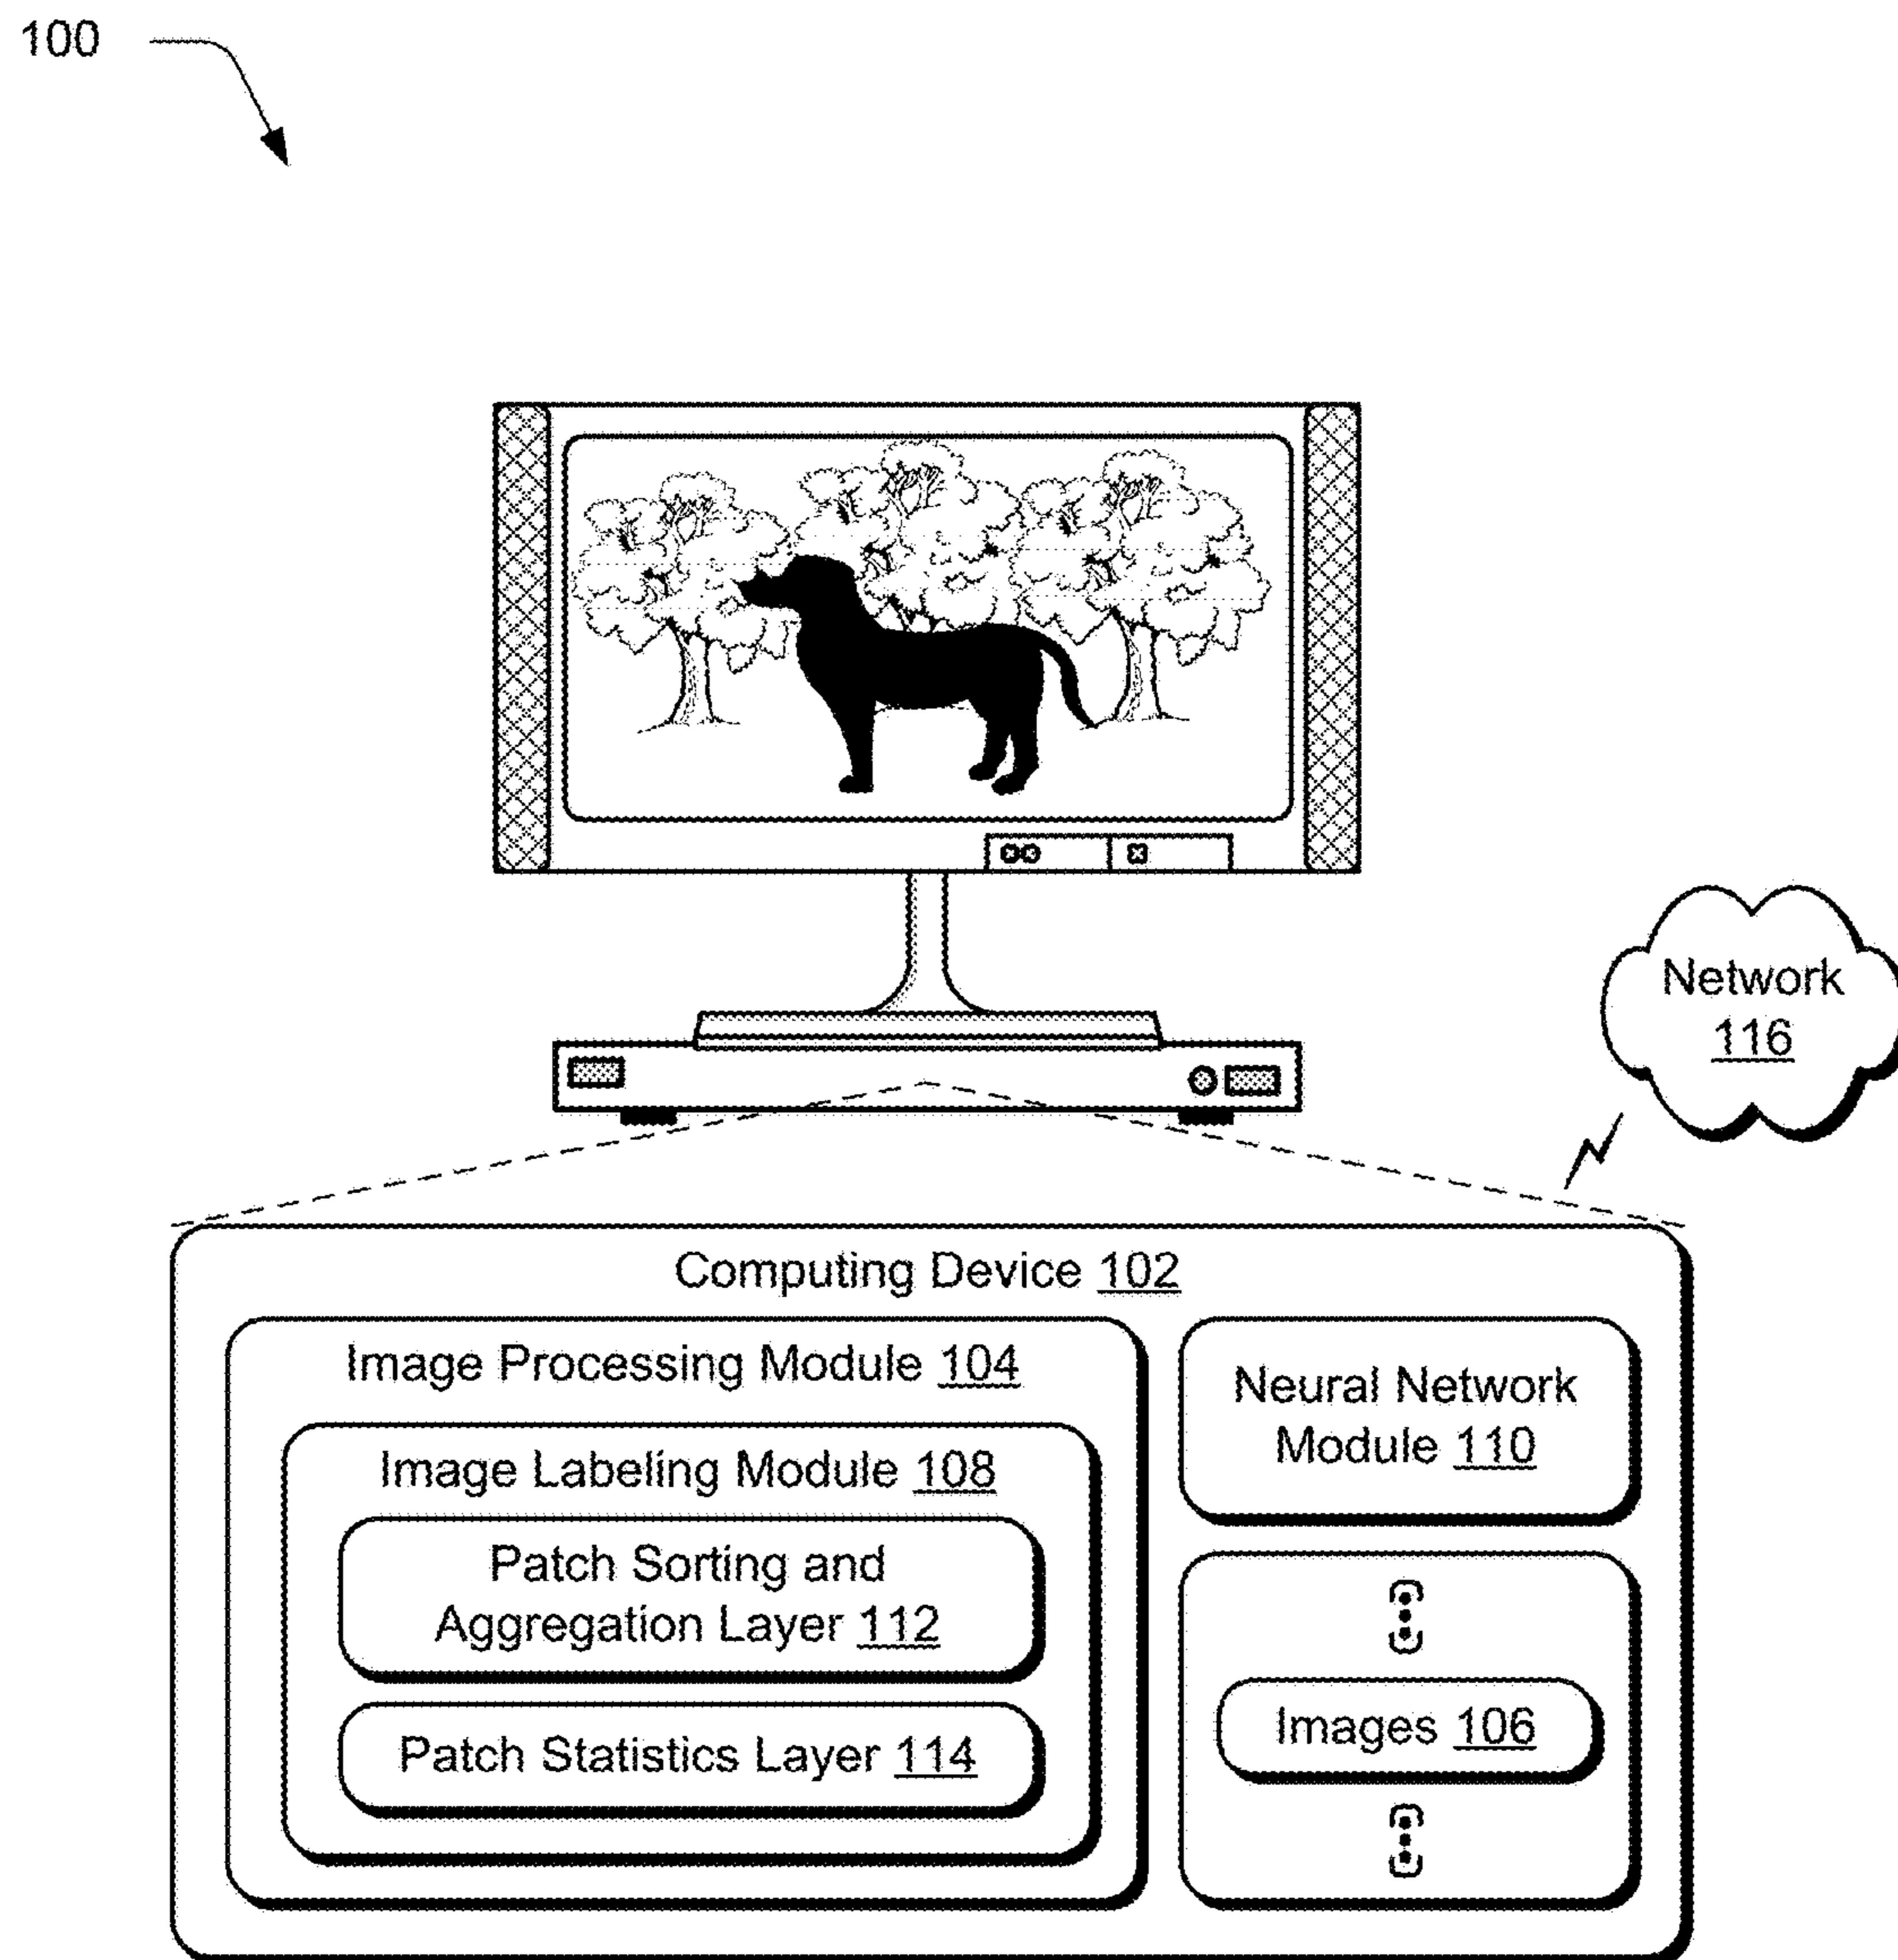 100
Network
116
Computing Device 102
Image Processing Module 104
Image Labeling Module 108
Patch Sorting and
Aggregation Layer 112
Patch Statistics Layer 114
Neural Network
Module 110
Images 106